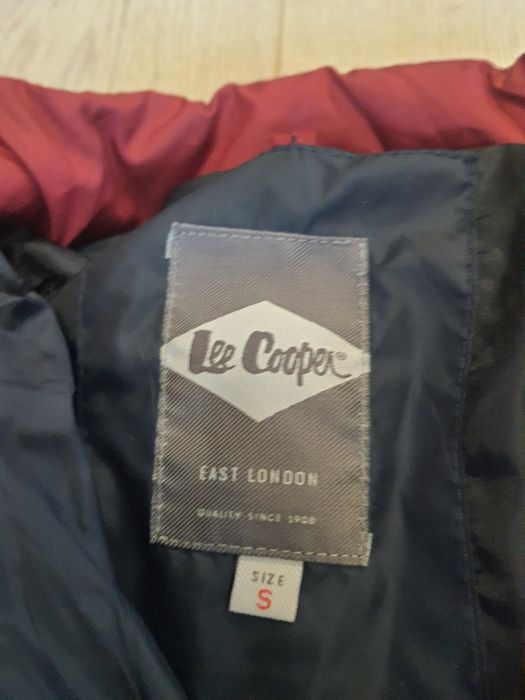 Lee Cooper®
EAST LONDON
QUALITY SINCE 1908
SIZE
S